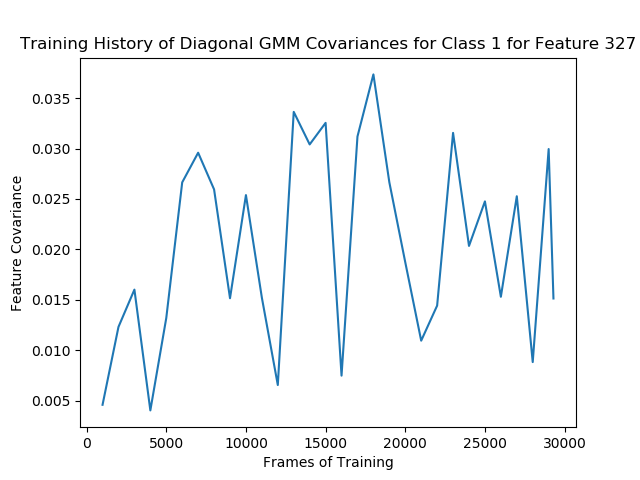 Training History of Diagonal GMM Covariances for Class 1 for Feature 327
0.035
0.030
0.025
0.020
0.015
0.010
0.005
Feature Covariance
0 5000 10000 15000 20000 25000 30000
Frames of Training